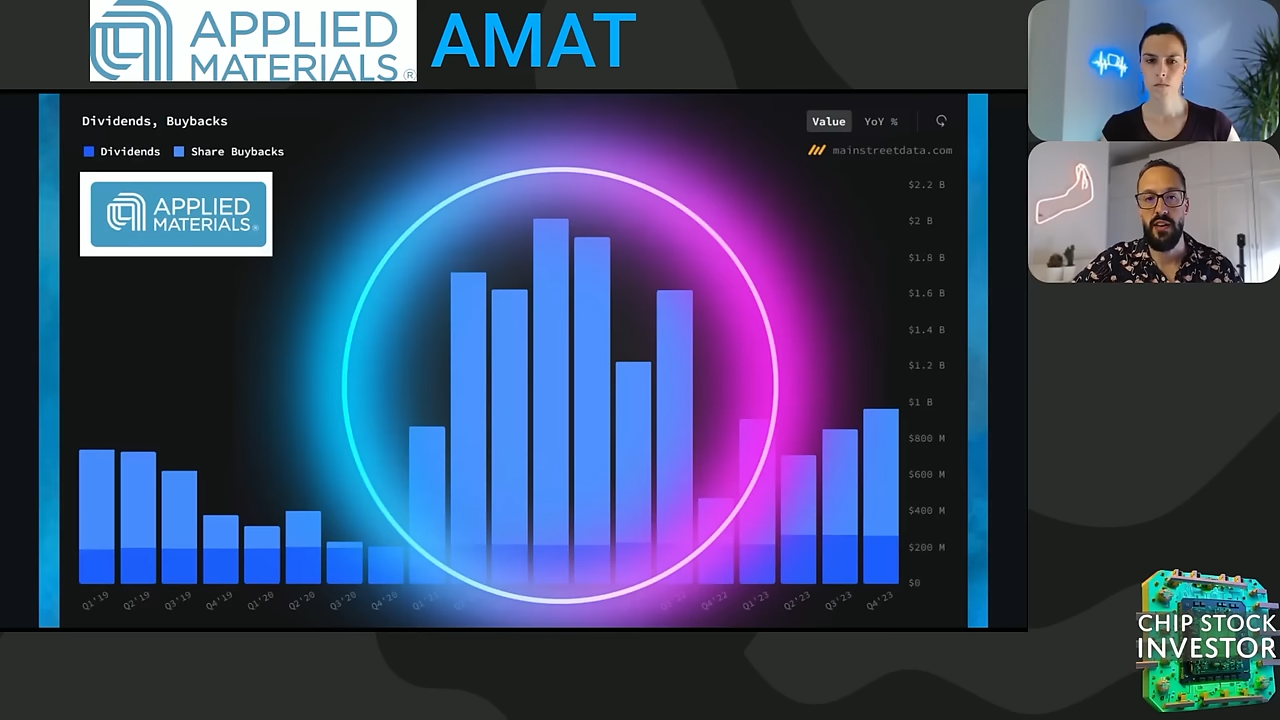 APPLIED
MATERIALS®
AMAT
Dividends, Buybacks
Value YoY %
Dividends Share Buybacks
mainstreetdata.com
APPLIED
MATERIALS®
$2.2 B
$2 B
$1.8 B
$1.6 B
$1.4 B
$1.2 B
$1 B
$800 M
$600 M
$400 M
$200 M
$0
Q1'19 Q2'19 Q3'19 Q4'19 Q1'20 Q2'20 Q3'20 Q4'20 Q4'22 Q1'23 Q2'23 Q3'23 Q4'23
CHIP STOCK
INVESTOR